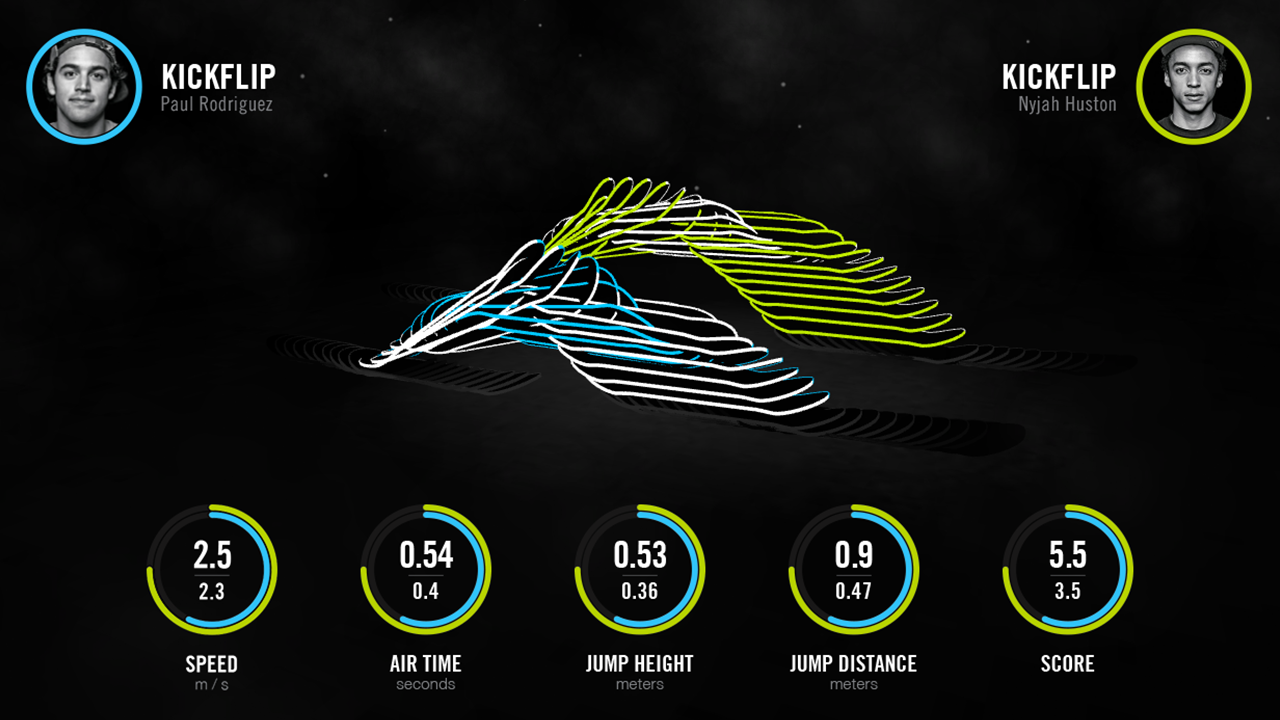 KICKFLIP
Paul Rodriguez
KICKFLIP
Nyjah Huston
2.5
2.3
SPEED
m / s
0.54
0.4
AIR TIME
seconds
0.53
0.36
JUMP HEIGHT
meters
0.9
0.47
JUMP DISTANCE
meters
5.5
3.5
SCORE